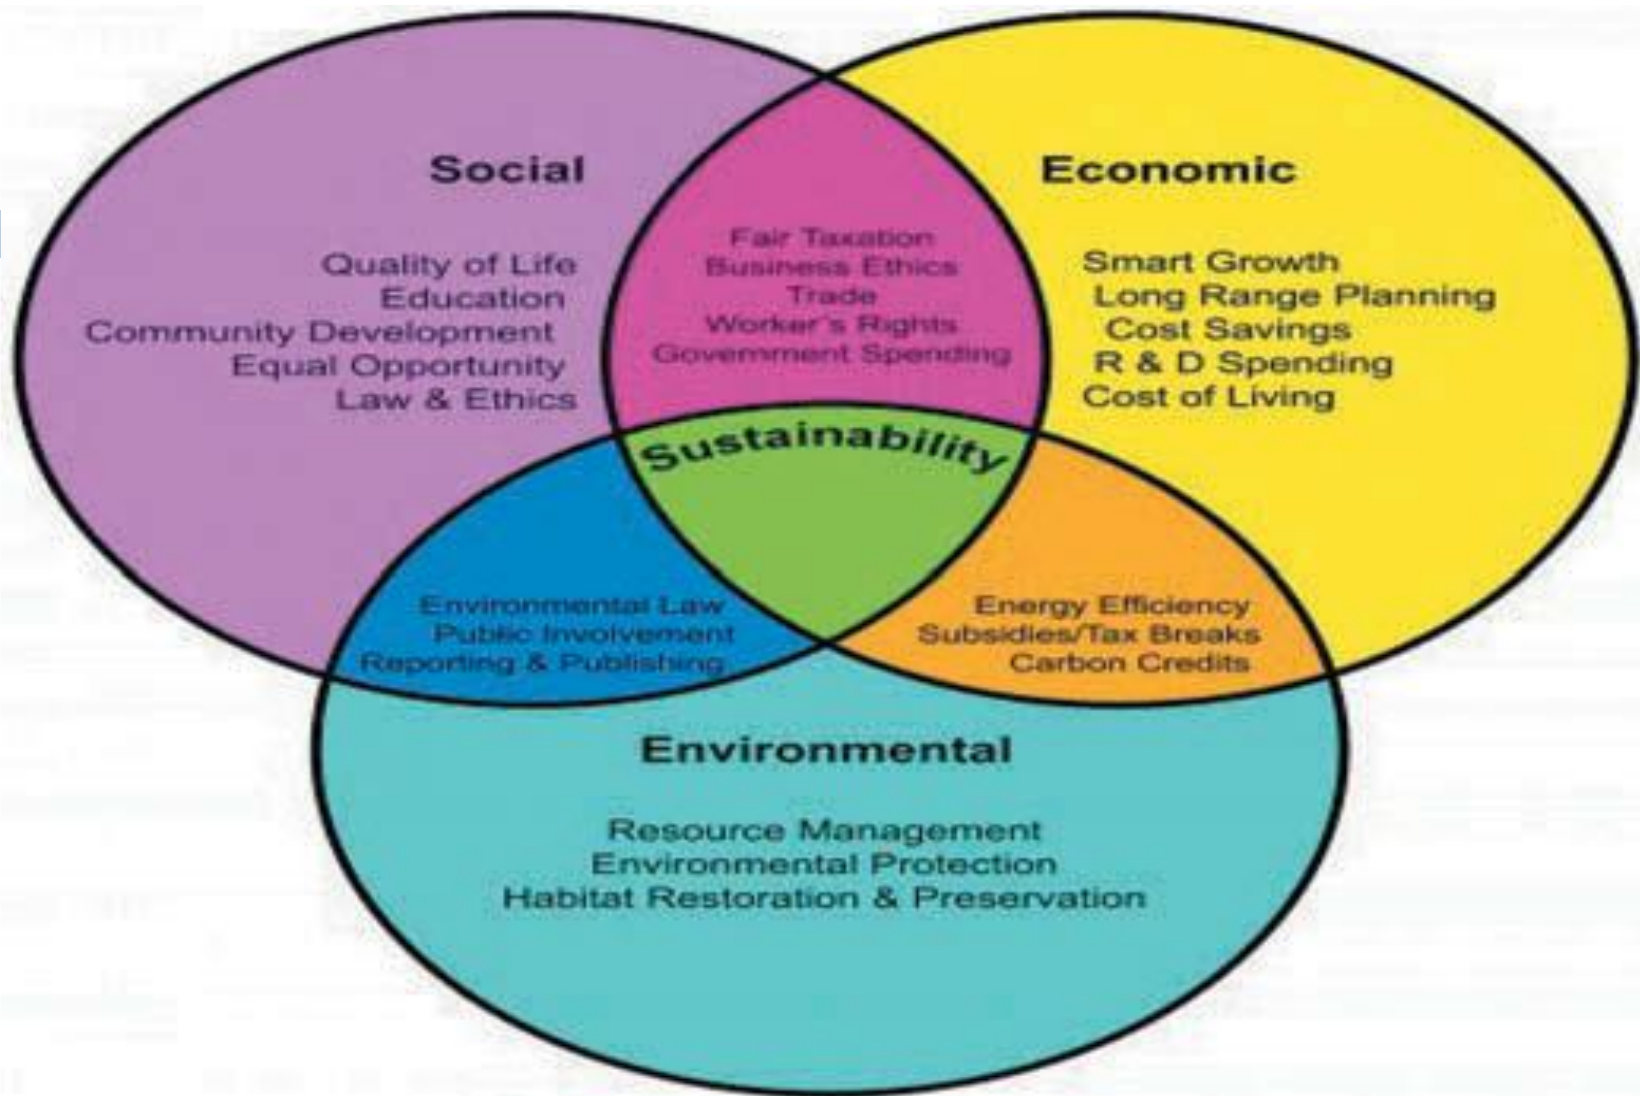 Social
Quality of Life
Education
Community Development
Equal Opportunity
Law & Ethics
Fair Taxation
Business Ethics
Trade
Worker's Rights
Government Spending
Economic
Smart Growth
Long Range Planning
Cost Savings
R & D Spending
Cost of Living
Sustainability
Environmental Law
Public Involvement
Reporting & Publishing
Energy Efficiency
Subsidies/Tax Breaks
Carbon Credits
Environmental
Resource Management
Environmental Protection
Habitat Restoration & Preservation